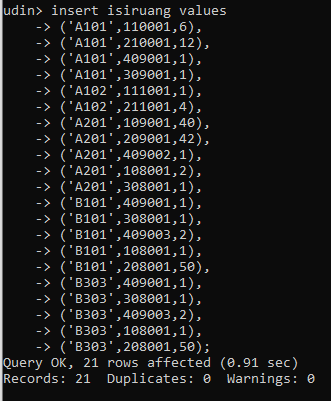 udin> insert isiruang values
    -> ('A101',110001,6),
    -> ('A101',210001,12),
    -> ('A101',409001,1),
    -> ('A101',309001,1),
    -> ('A102',111001,1),
    -> ('A102',211001,4),
    -> ('A201',109001,40),
    -> ('A201',209001,42),
    -> ('A201',409002,1),
    -> ('A201',108001,2),
    -> ('A201',308001,1),
    -> ('B101',409001,1),
    -> ('B101',308001,1),
    -> ('B101',409003,2),
    -> ('B101',108001,1),
    -> ('B101',208001,50),
    -> ('B303',409001,1),
    -> ('B303',308001,1),
    -> ('B303',409003,2),
    -> ('B303',108001,1),
    -> ('B303',208001,50);
Query OK, 21 rows affected (0.91 sec)
Records: 21  Duplicates: 0  Warnings: 0